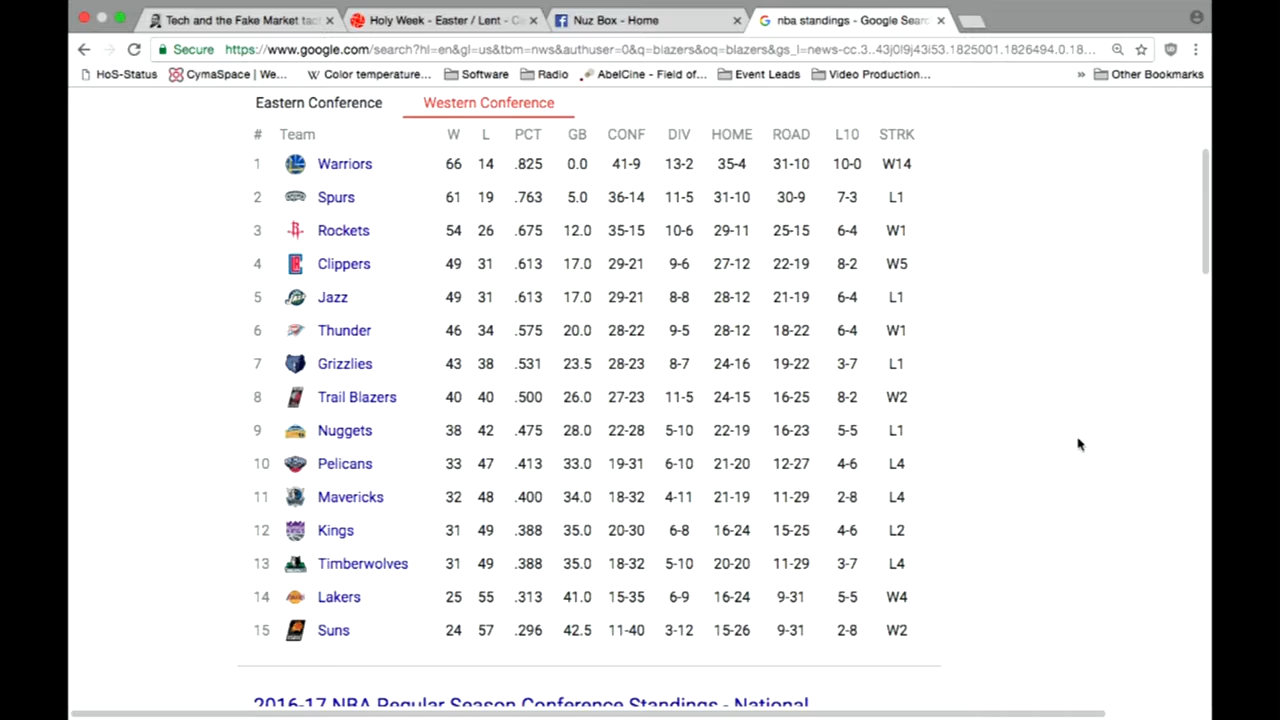 Tech and the Fake Market tact
Holy Week - Easter / Lent - C
Nuz Box - Home
nba standings - Google Sear
Secure https://www.google.com/search?hl=en&gl=us&tbm=nws&authuser=0&q=blazers&oq=blazers&gs_l=news-cc.3..43j0l9j43i53.1825001.1826494.0.18...
HoS-Status CymaSpace | We... Color temperature... Software Radio AbelCine - Field of... Event Leads Video Production... » Other Bookmarks
Eastern Conference Western Conference
# Team W L PCT GB CONF DIV HOME ROAD L10 STRK
1 Warriors 66 14 .825 0.0 41-9 13-2 35-4 31-10 10-0 W14
2 Spurs 61 19 .763 5.0 36-14 11-5 31-10 30-9 7-3 L1
3 Rockets 54 26 .675 12.0 35-15 10-6 29-11 25-15 6-4 W1
4 Clippers 49 31 .613 17.0 29-21 9-6 27-12 22-19 8-2 W5
5 Jazz 49 31 .613 17.0 29-21 8-8 28-12 21-19 6-4 L1
6 Thunder 46 34 .575 20.0 28-22 9-5 28-12 18-22 6-4 W1
7 Grizzlies 43 38 .531 23.5 28-23 8-7 24-16 19-22 3-7 L1
8 Trail Blazers 40 40 .500 26.0 27-23 11-5 24-15 16-25 8-2 W2
9 Nuggets 38 42 .475 28.0 22-28 5-10 22-19 16-23 5-5 L1
10 Pelicans 33 47 .413 33.0 19-31 6-10 21-20 12-27 4-6 L4
11 Mavericks 32 48 .400 34.0 18-32 4-11 21-19 11-29 2-8 L4
12 Kings 31 49 .388 35.0 20-30 6-8 16-24 15-25 4-6 L2
13 Timberwolves 31 49 .388 35.0 18-32 5-10 20-20 11-29 3-7 L4
14 Lakers 25 55 .313 41.0 15-35 6-9 16-24 9-31 5-5 W4
15 Suns 24 57 .296 42.5 11-40 3-12 15-26 9-31 2-8 W2
2016-17 NBA Regular Season Conference Standings - National